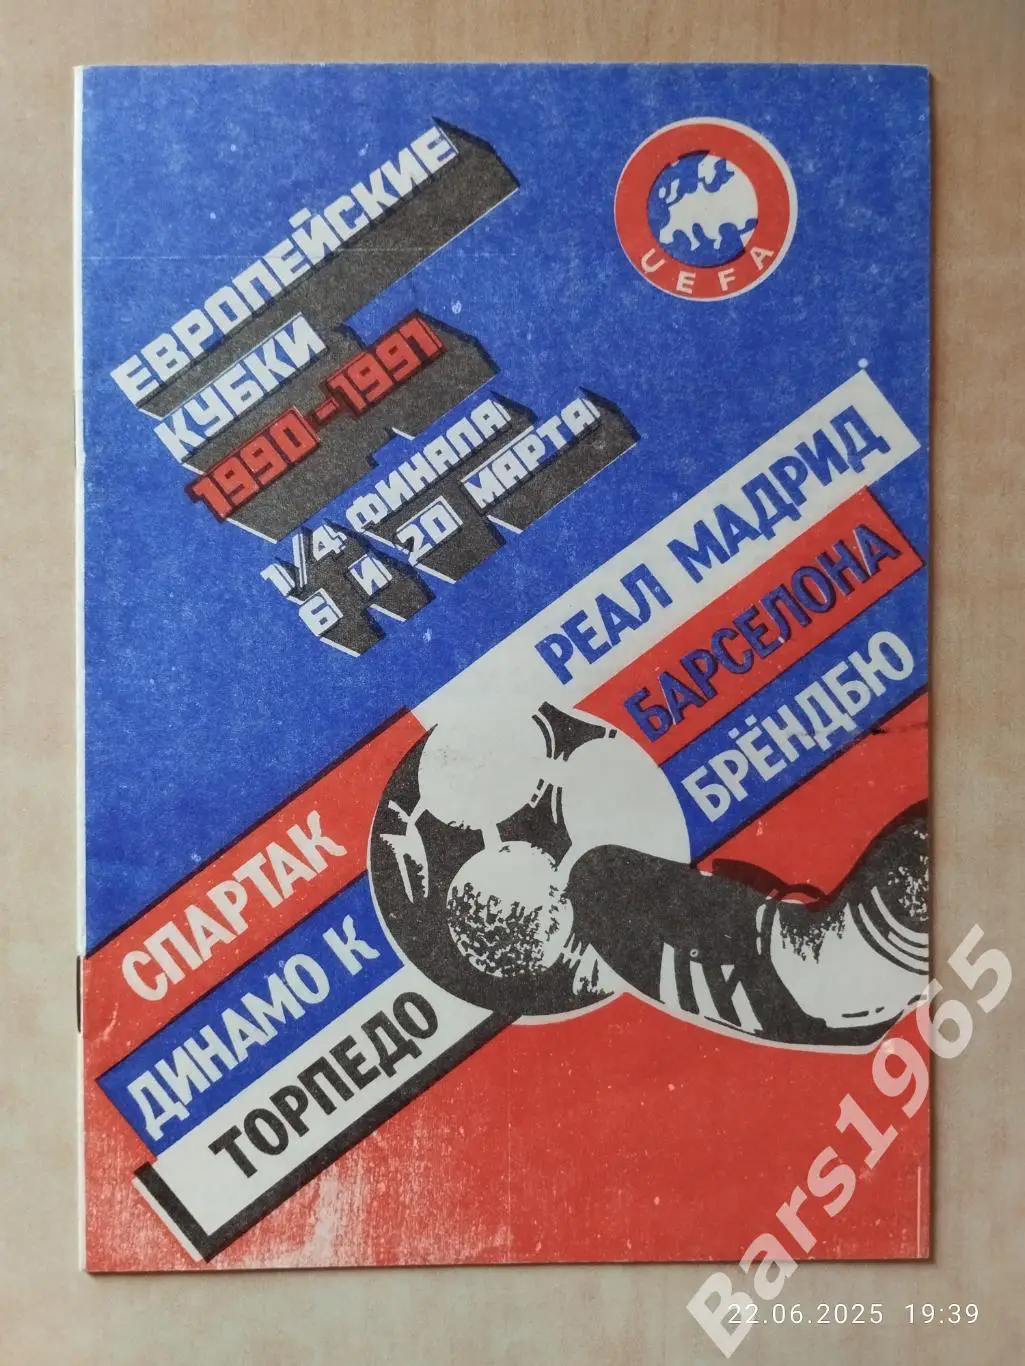 ЕВРОПЕЙСКИЕ
КУБКИ
1990-1991
1/4 ФИНАЛА
6 И 20 МАРТА
UEFA
РЕАЛ МАДРИД
БАРСЕЛОНА
БРЁНДБЮ
СПАРТАК
ДИНАМО К
ТОРПЕДО
Bars1965
22.06.2025 19:39